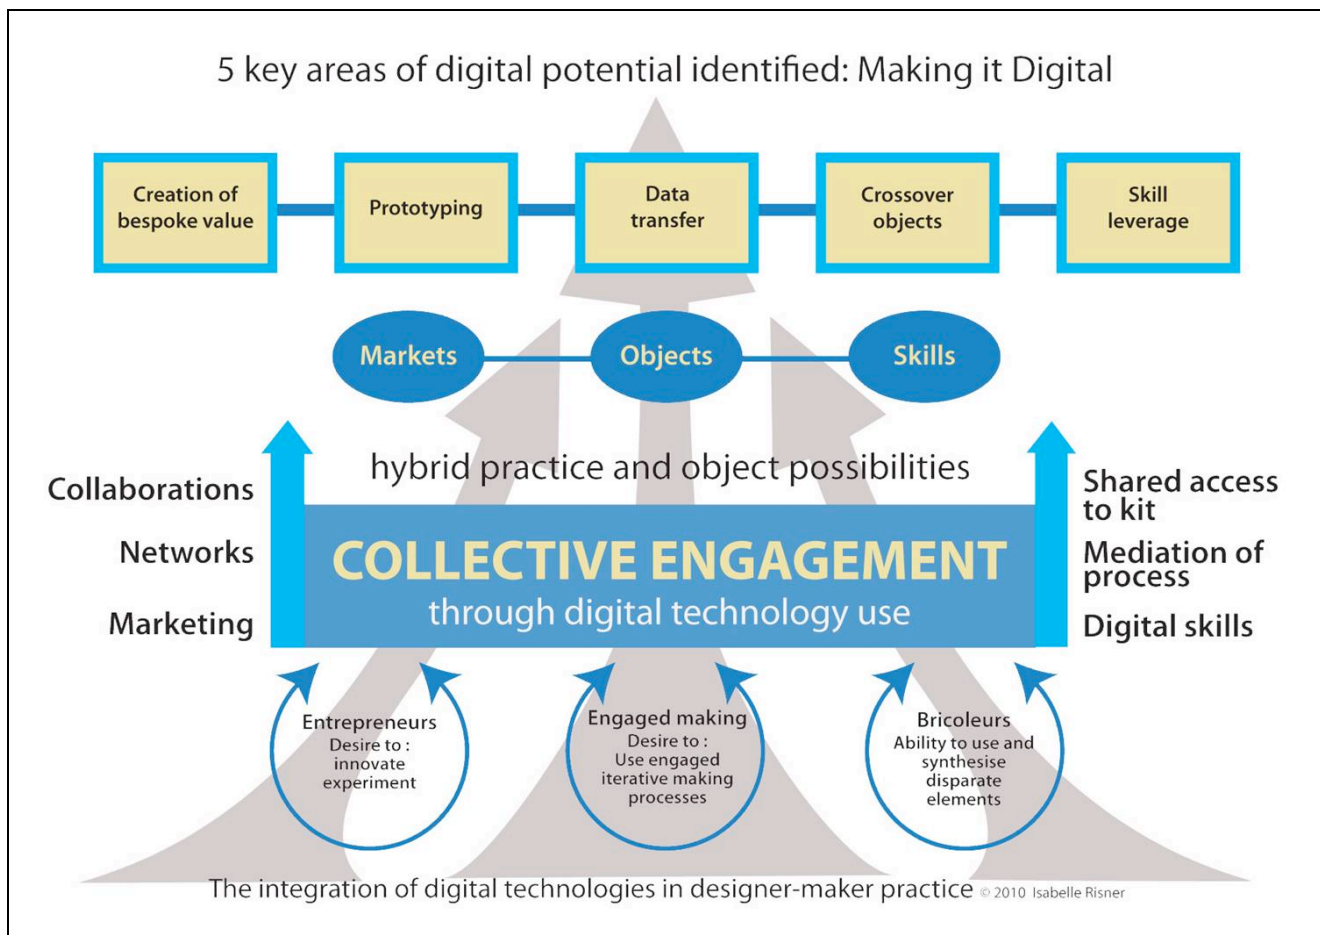 5 key areas of digital potential identified: Making it Digital
Creation of
bespoke value
Prototyping
Data
transfer
Crossover
objects
Skill
leverage
Markets
Objects
Skills
hybrid practice and object possibilities
Collaborations
Networks
Marketing
COLLECTIVE ENGAGEMENT
through digital technology use
Shared access
to kit
Mediation of
process
Digital skills
Entrepreneurs
Desire to :
innovate
experiment
Engaged making
Desire to :
Use engaged
iterative making
processes
Bricoleurs
Ability to use and
synthesise
disparate
elements
The integration of digital technologies in designer-maker practice © 2010 Isabelle Risner